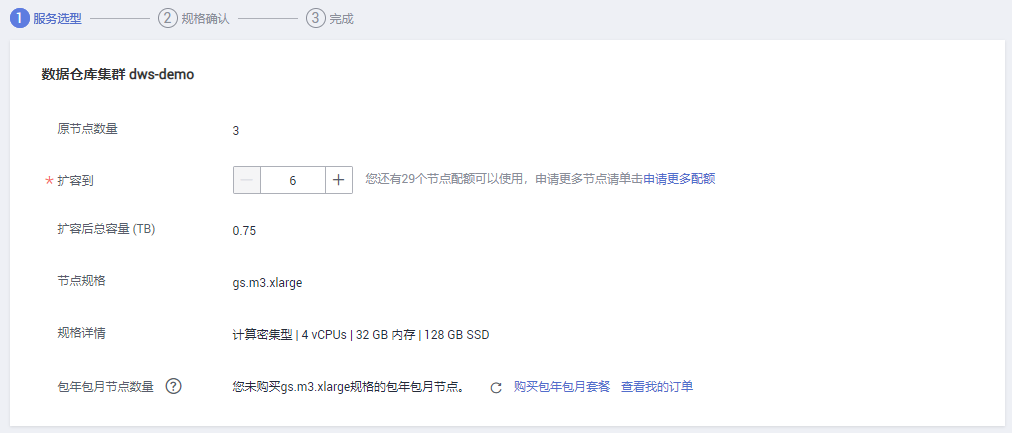 1 服务选型 2 规格确认 3 完成
数据仓库集群 dws-demo
原节点数量 3
* 扩容到 — 6 + 您还有29个节点配额可以使用，申请更多节点请单击申请更多配额
扩容后总容量 (TB) 0.75
节点规格 gs.m3.xlarge
规格详情 计算密集型 | 4 vCPUs | 32 GB 内存 | 128 GB SSD
包年包月节点数量 ? 您未购买gs.m3.xlarge规格的包年包月节点。 购买包年包月套餐 查看我的订单